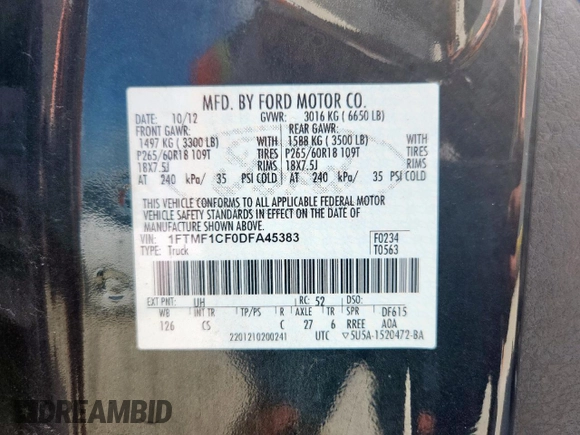 MFD. BY FORD MOTOR CO.
DATE: 10/12 GVWR: 3016 KG ( 6650 LB)
FRONT GAWR: REAR GAWR:
1497 KG ( 3300 LB) WITH 1588 KG ( 3500 LB) WITH
P265/60R18 109T TIRES P265/60R18 109T TIRES
18X7.5J RIMS 18X7.5J RIMS
AT 240 kPa/ 35 PSI COLD AT 240 kPa/ 35 PSI COLD
THIS VEHICLE CONFORMS TO ALL APPLICABLE FEDERAL MOTOR
VEHICLE SAFETY STANDARDS IN EFFECT ON THE DATE OF
MANUFACTURE SHOWN ABOVE.
VIN: 1FTMF1CF0DFA45383 F0234
TYPE: Truck T0563
EXT PNT: UH RC: 52 DSO:
WB INT TR TP/PS R AXLE TR SPR DF615
126 CS C 27 6 RREE AOA
2201210200241 UTC SU5A-1520472-BA
DREAMBID